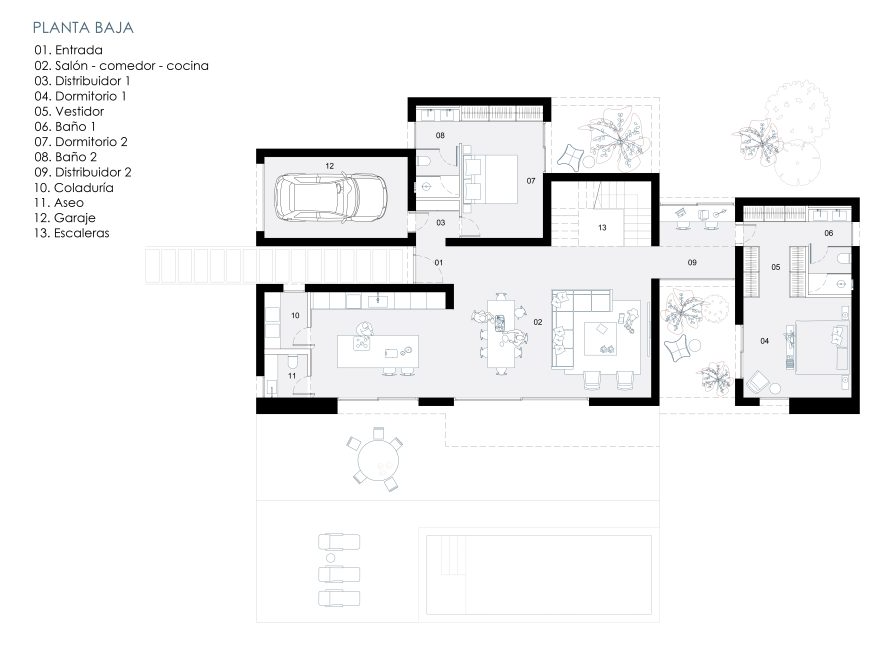 PLANTA BAJA
01. Entrada
02. Salón - comedor - cocina
03. Distribuidor 1
04. Dormitorio 1
05. Vestidor
06. Baño 1
07. Dormitorio 2
08. Baño 2
09. Distribuidor 2
10. Coladuría
11. Aseo
12. Garaje
13. Escaleras
08
12
07
03
13
06
01
09
05
10
02
04
11